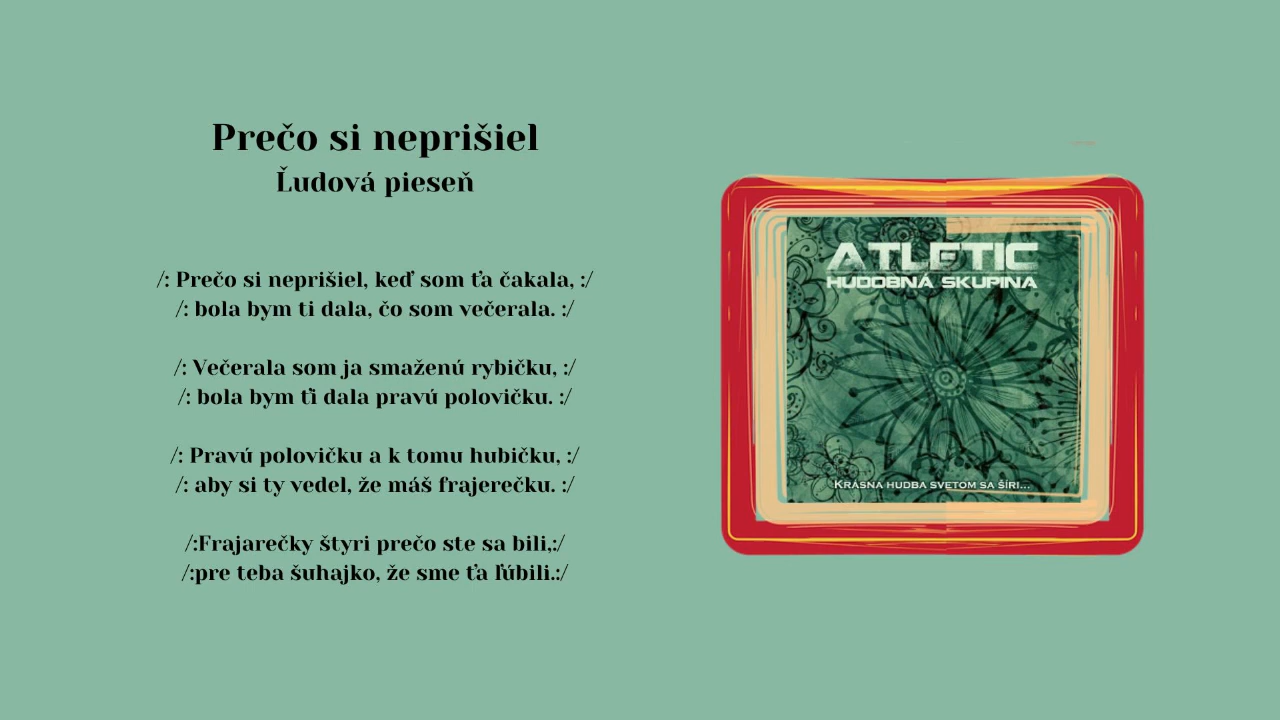 Prečo si neprišiel
Ľudová pieseň
/: Prečo si neprišiel, keď som ťa čakala, :/
/: bola bym ti dala, čo som večerala. :/
/: Večerala som ja smaženú rybičku, :/
/: bola bym ťi dala pravú polovičku. :/
/: Pravú polovičku a k tomu hubičku, :/
/: aby si ty vedel, že máš frajerečku. :/
/:Frajarečky štyri prečo ste sa bili,:/
/:pre teba šuhajko, že sme ťa ľúbili.:/
ATLETIC
HUDOBNÁ SKUPINA
KRÁSNA HUDBA SVETOM SA ŠÍRI...